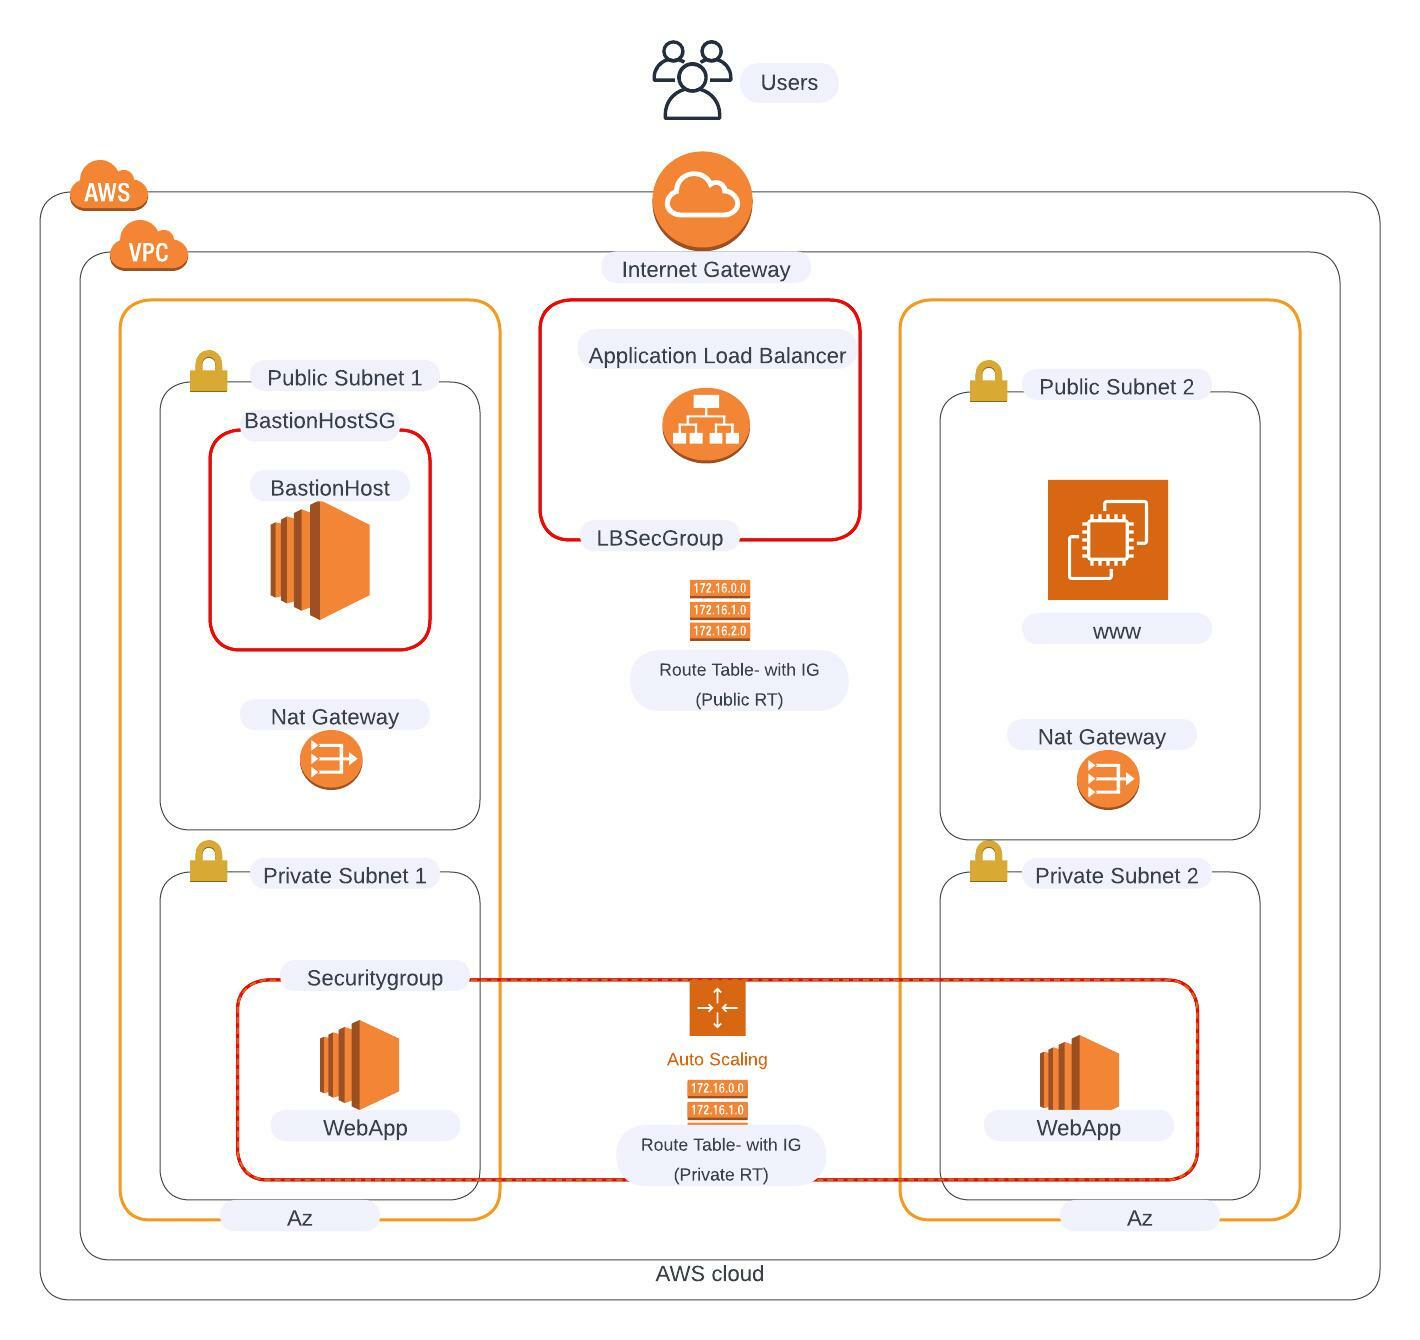 Users
AWS
VPC
Internet Gateway
Application Load Balancer
Public Subnet 1
Public Subnet 2
BastionHostSG
BastionHost
LBSecGroup
172.16.0.0
172.16.1.0
172.16.2.0
www
Route Table- with IG
(Public RT)
Nat Gateway
Nat Gateway
Private Subnet 1
Private Subnet 2
Securitygroup
Auto Scaling
172.16.0.0
172.16.1.0
WebApp
WebApp
Route Table- with IG
(Private RT)
Az
Az
AWS cloud